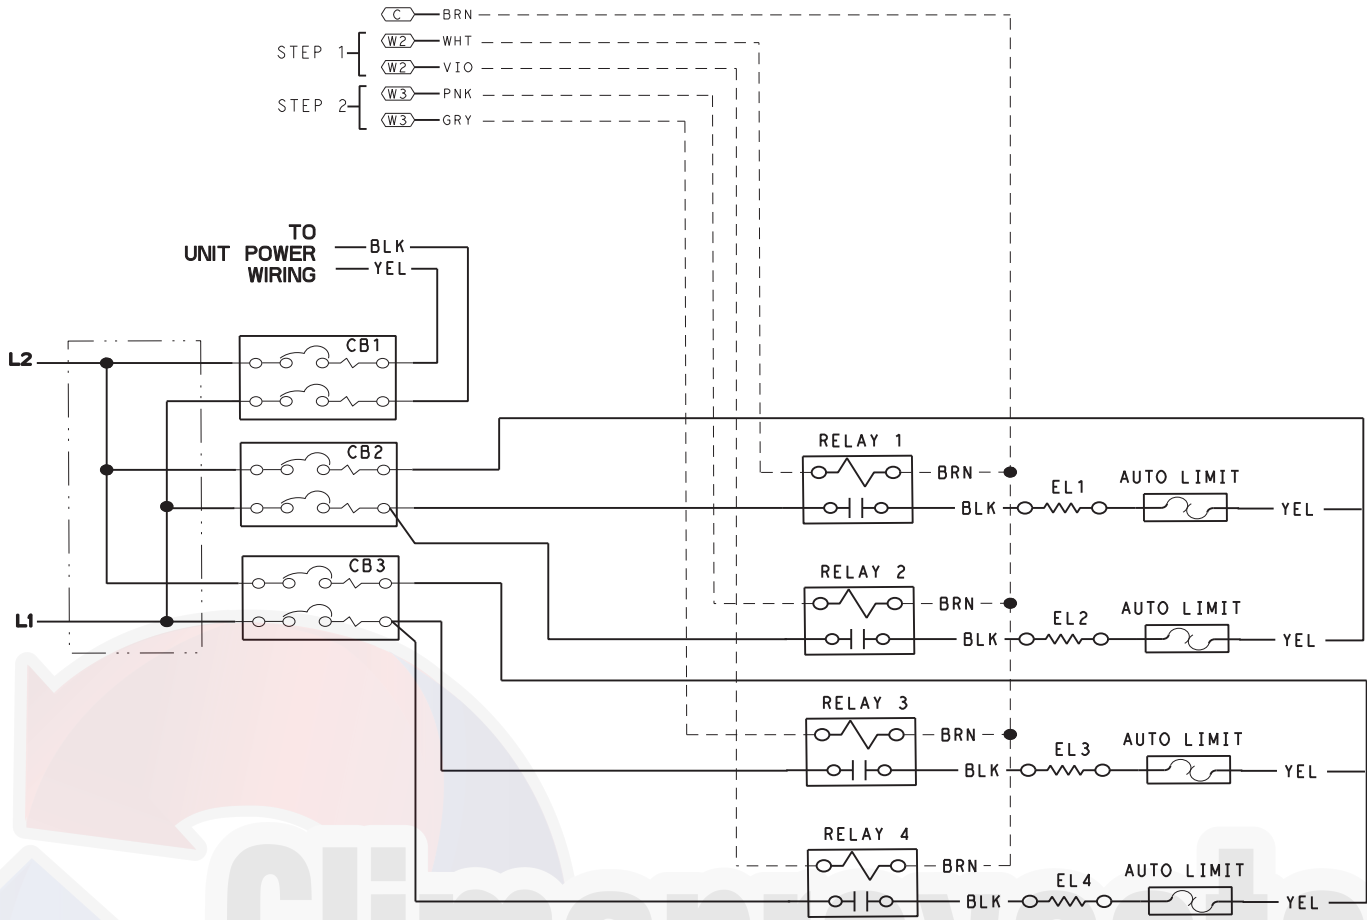 C BRN
STEP 1 W2 WHT
W2 VIO
STEP 2 W3 PNK
W3 GRY
TO
UNIT POWER
WIRING
BLK
YEL
L2
CB1
CB2
CB3
L1
RELAY 1
BRN
BLK EL1 AUTO LIMIT YEL
RELAY 2
BRN
BLK EL2 AUTO LIMIT YEL
RELAY 3
BRN
BLK EL3 AUTO LIMIT YEL
RELAY 4
BRN
BLK EL4 AUTO LIMIT YEL